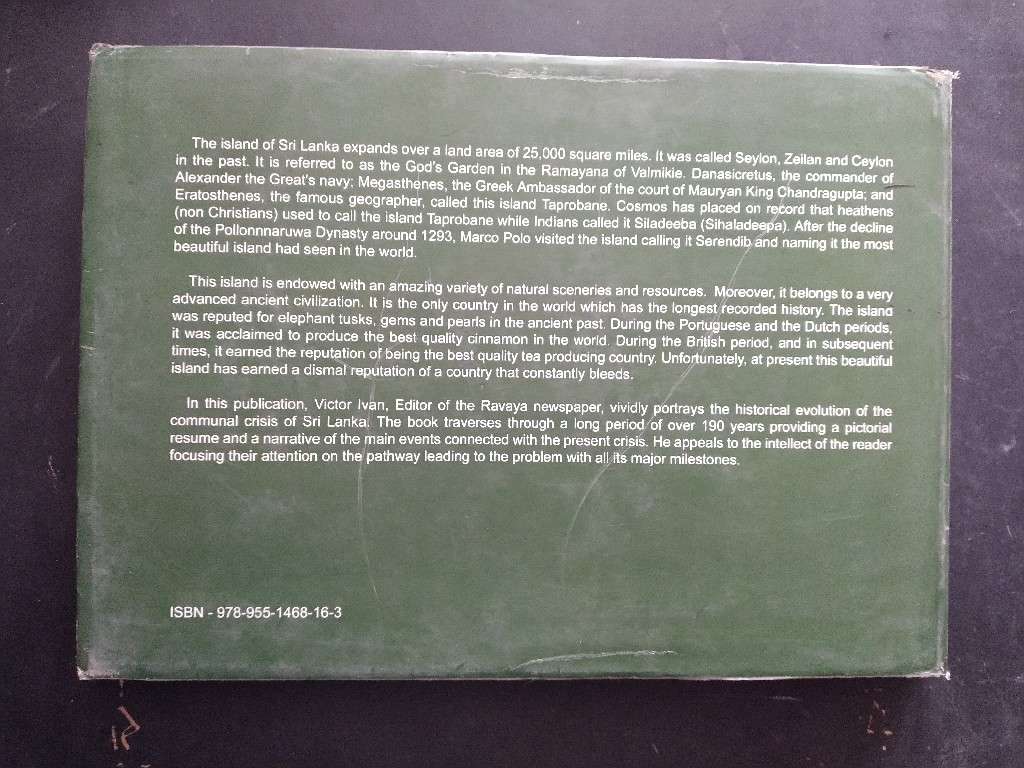 The island of Sri Lanka expands over a land area of 25,000 square miles. It was called Seylon, Zeilan and Ceylon
in the past. It is referred to as the God's Garden in the Ramayana of Valmikie. Danasicretus, the commander of
Alexander the Great's navy; Megasthenes, the Greek Ambassador of the court of Mauryan King Chandragupta; and
Eratosthenes, the famous geographer, called this island Taprobane. Cosmos has placed on record that heathens
(non Christians) used to call the island Taprobane while Indians called it Siladeeba (Sihaladeepa). After the decline
of the Pollonnnaruwa Dynasty around 1293, Marco Polo visited the island calling it Serendib and naming it the most
beautiful island had seen in the world.
This island is endowed with an amazing variety of natural sceneries and resources. Moreover, it belongs to a very
advanced ancient civilization. It is the only country in the world which has the longest recorded history. The island
was reputed for elephant tusks, gems and pearls in the ancient past. During the Portuguese and the Dutch periods,
it was acclaimed to produce the best quality cinnamon in the world. During the British period, and in subsequent
times, it earned the reputation of being the best quality tea producing country. Unfortunately, at present this beautiful
island has earned a dismal reputation of a country that constantly bleeds.
In this publication, Victor Ivan, Editor of the Ravaya newspaper, vividly portrays the historical evolution of the
communal crisis of Sri Lanka. The book traverses through a long period of over 190 years providing a pictorial
resume and a narrative of the main events connected with the present crisis. He appeals to the intellect of the reader
focusing their attention on the pathway leading to the problem with all its major milestones.
ISBN - 978-955-1468-16-3